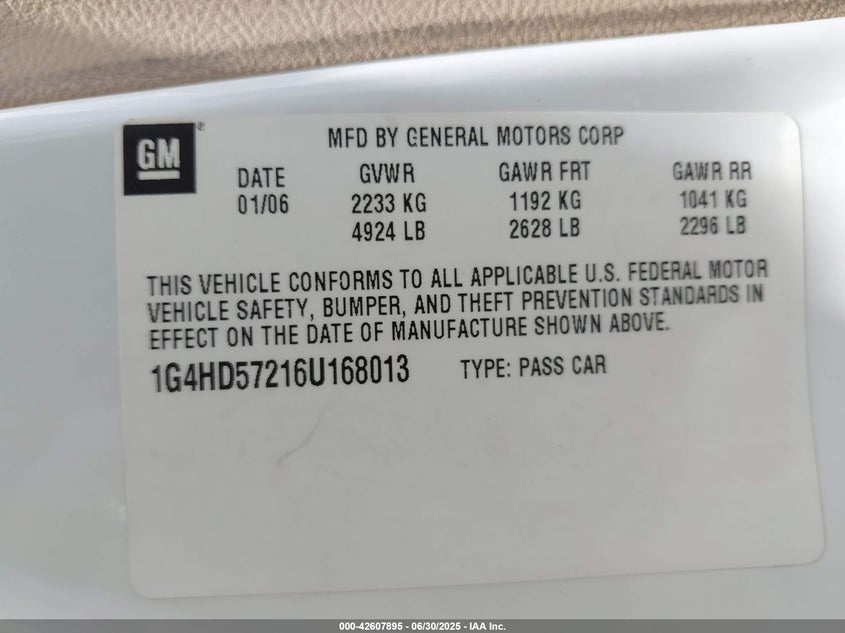 GM®
MFD BY GENERAL MOTORS CORP
DATE GVWR GAWR FRT GAWR RR
01/06 2233 KG 1192 KG 1041 KG
4924 LB 2628 LB 2296 LB
THIS VEHICLE CONFORMS TO ALL APPLICABLE U.S. FEDERAL MOTOR
VEHICLE SAFETY, BUMPER, AND THEFT PREVENTION STANDARDS IN
EFFECT ON THE DATE OF MANUFACTURE SHOWN ABOVE.
1G4HD57216U168013 TYPE: PASS CAR
000-42607895 - 06/30/2025 - IAA Inc.